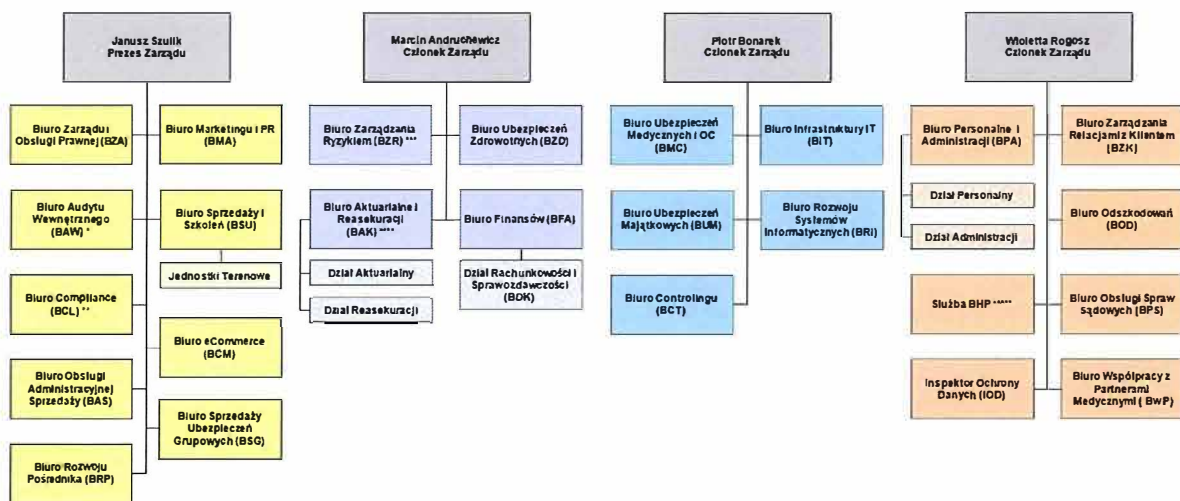 Janusz Szulik
Prezes Zarządu
Marcin Andruchewicz
Członek Zarządu
Piotr Bonarek
Członek Zarządu
Wioletta Rogosz
Członek Zarządu
Biuro Zarządu i
Obsługi Prawnej (BZA)
Biuro Marketingu i PR
(BMA)
Biuro Audytu
Wewnętrznego
(BAW) *
Biuro Sprzedaży i
Szkoleń (BSU)
Jednostki Terenowe
Biuro Compliance
(BCL) **
Biuro eCommerce
(BCM)
Biuro Obsługi
Administracyjnej
Sprzedaży (BAS)
Biuro Sprzedaży
Ubezpieczeń
Grupowych (BSG)
Biuro Rozwoju
Pośrednika (BRP)
Biuro Zarządzania
Ryzykiem (BZR) ***
Biuro Ubezpieczeń
Zdrowotnych (BZD)
Biuro Aktuarialne i
Reasekuracji
(BAK) ****
Biuro Finansów (BFA)
Dział Aktuarialny
Dział Reasekuracji
Dział Rachunkowości i
Sprawozdawczości
(BDK)
Biuro Ubezpieczeń
Medycznych i OC
(BMC)
Biuro Infrastruktury IT
(BIT)
Biuro Ubezpieczeń
Majątkowych (BUM)
Biuro Rozwoju
Systemów
Informatycznych (BRI)
Biuro Controlingu
(BCT)
Biuro Personalne i
Administracji (BPA)
Biuro Zarządzania
Relacjami z Klientem
(BZK)
Dział Personalny
Dział Administracji
Biuro Odszkodowań
(BOD)
Służba BHP *****
Biuro Obsługi Spraw
Sądowych (BPS)
Inspektor Ochrony
Danych (IOD)
Biuro Współpracy z
Partnerami
Medycznymi ( BWP)